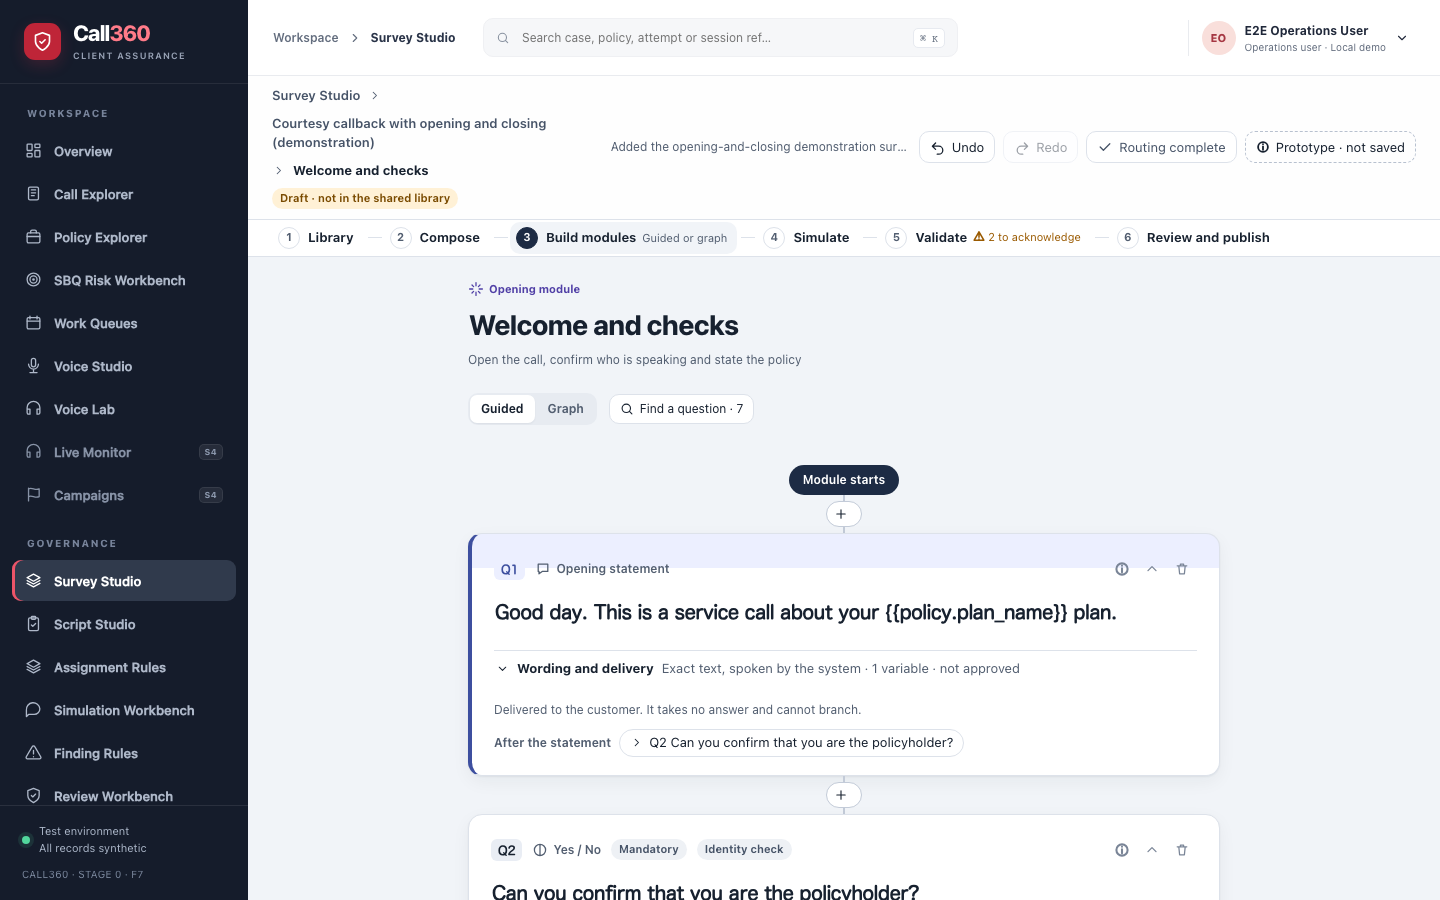 Call360
CLIENT ASSURANCE
WORKSPACE
Overview
Call Explorer
Policy Explorer
SBQ Risk Workbench
Work Queues
Voice Studio
Voice Lab
Live Monitor S4
Campaigns S4
GOVERNANCE
Survey Studio
Script Studio
Assignment Rules
Simulation Workbench
Finding Rules
Review Workbench
Test environment
All records synthetic
CALL360 · STAGE 0 · F7
Workspace > Survey Studio
Search case, policy, attempt or session ref...
⌘ K
EO
E2E Operations User
Operations user · Local demo
Survey Studio >
Courtesy callback with opening and closing
(demonstration)
> Welcome and checks
Draft · not in the shared library
Added the opening-and-closing demonstration sur...
Undo
Redo
Routing complete
Prototype · not saved
1 Library
2 Compose
3 Build modules Guided or graph
4 Simulate
5 Validate 2 to acknowledge
6 Review and publish
Opening module
Welcome and checks
Open the call, confirm who is speaking and state the policy
Guided Graph
Find a question · 7
Module starts
+
Q1 Opening statement
Good day. This is a service call about your {{policy.plan_name}} plan.
Wording and delivery Exact text, spoken by the system · 1 variable · not approved
Delivered to the customer. It takes no answer and cannot branch.
After the statement > Q2 Can you confirm that you are the policyholder?
+
Q2 Yes / No Mandatory Identity check
Can you confirm that you are the policyholder?